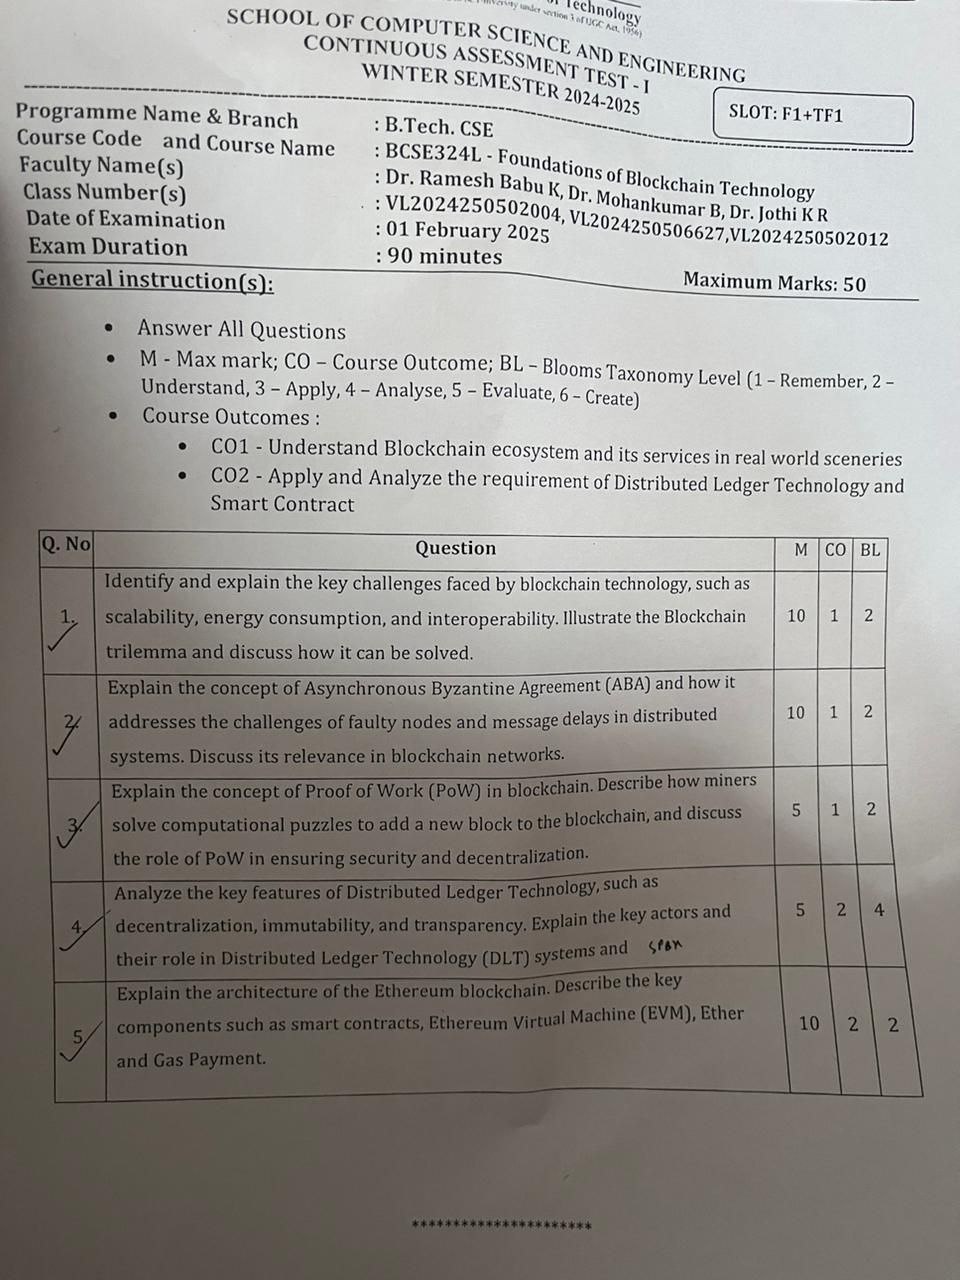 Technology
University under section 3 of UGC Act, 1956)
SCHOOL OF COMPUTER SCIENCE AND ENGINEERING
CONTINUOUS ASSESSMENT TEST - I
WINTER SEMESTER 2024-2025
SLOT: F1+TF1
Programme Name & Branch : B.Tech. CSE
Course Code and Course Name : BCSE324L - Foundations of Blockchain Technology
Faculty Name(s) : Dr. Ramesh Babu K, Dr. Mohankumar B, Dr. Jothi K R
Class Number(s) : VL2024250502004, VL2024250506627,VL2024250502012
Date of Examination : 01 February 2025
Exam Duration : 90 minutes
Maximum Marks: 50
General instruction(s):
• Answer All Questions
• M - Max mark; CO – Course Outcome; BL – Blooms Taxonomy Level (1 – Remember, 2 –
Understand, 3 – Apply, 4 – Analyse, 5 – Evaluate, 6 – Create)
• Course Outcomes :
• CO1 - Understand Blockchain ecosystem and its services in real world sceneries
• CO2 - Apply and Analyze the requirement of Distributed Ledger Technology and
Smart Contract
Q. No Question M CO BL
Identify and explain the key challenges faced by blockchain technology, such as
1. scalability, energy consumption, and interoperability. Illustrate the Blockchain 10 1 2
trilemma and discuss how it can be solved.
Explain the concept of Asynchronous Byzantine Agreement (ABA) and how it
2. addresses the challenges of faulty nodes and message delays in distributed 10 1 2
systems. Discuss its relevance in blockchain networks.
Explain the concept of Proof of Work (PoW) in blockchain. Describe how miners
3. solve computational puzzles to add a new block to the blockchain, and discuss 5 1 2
the role of PoW in ensuring security and decentralization.
Analyze the key features of Distributed Ledger Technology, such as
4. decentralization, immutability, and transparency. Explain the key actors and 5 2 4
their role in Distributed Ledger Technology (DLT) systems and
Explain the architecture of the Ethereum blockchain. Describe the key
5. components such as smart contracts, Ethereum Virtual Machine (EVM), Ether 10 2 2
and Gas Payment.
**********************